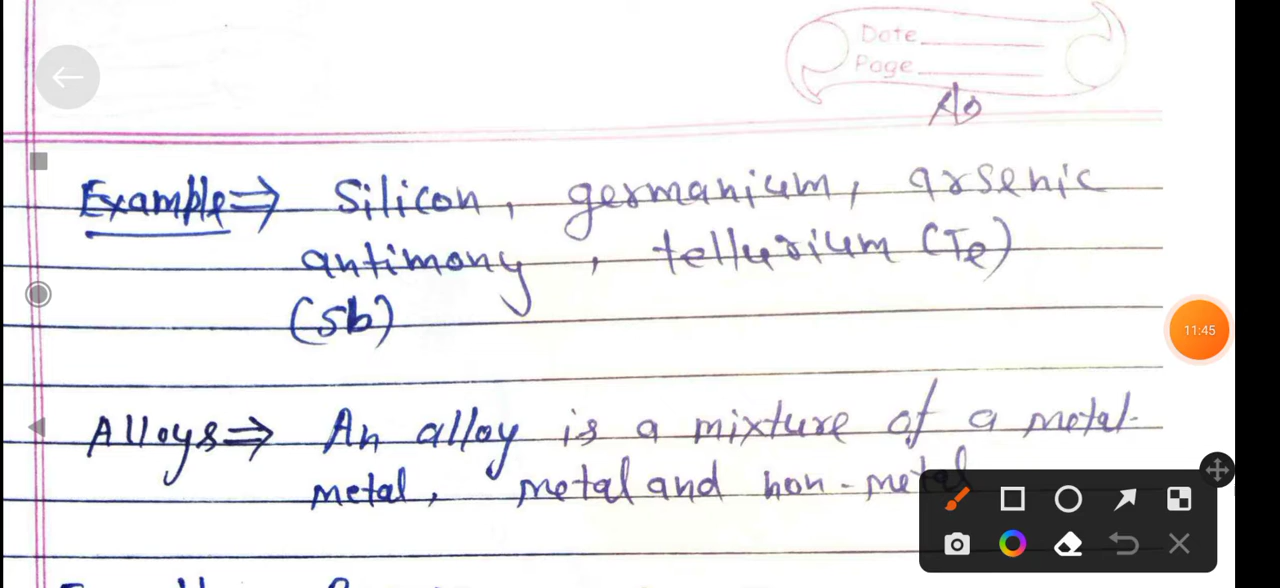 Date
Page
As
Example⇒ Silicon, germanium, arsenic
antimony, tellurium (Te)
(Sb)
11:45
Alloys⇒ An alloy is a mixture of a metal-
metal, metal and non-metal